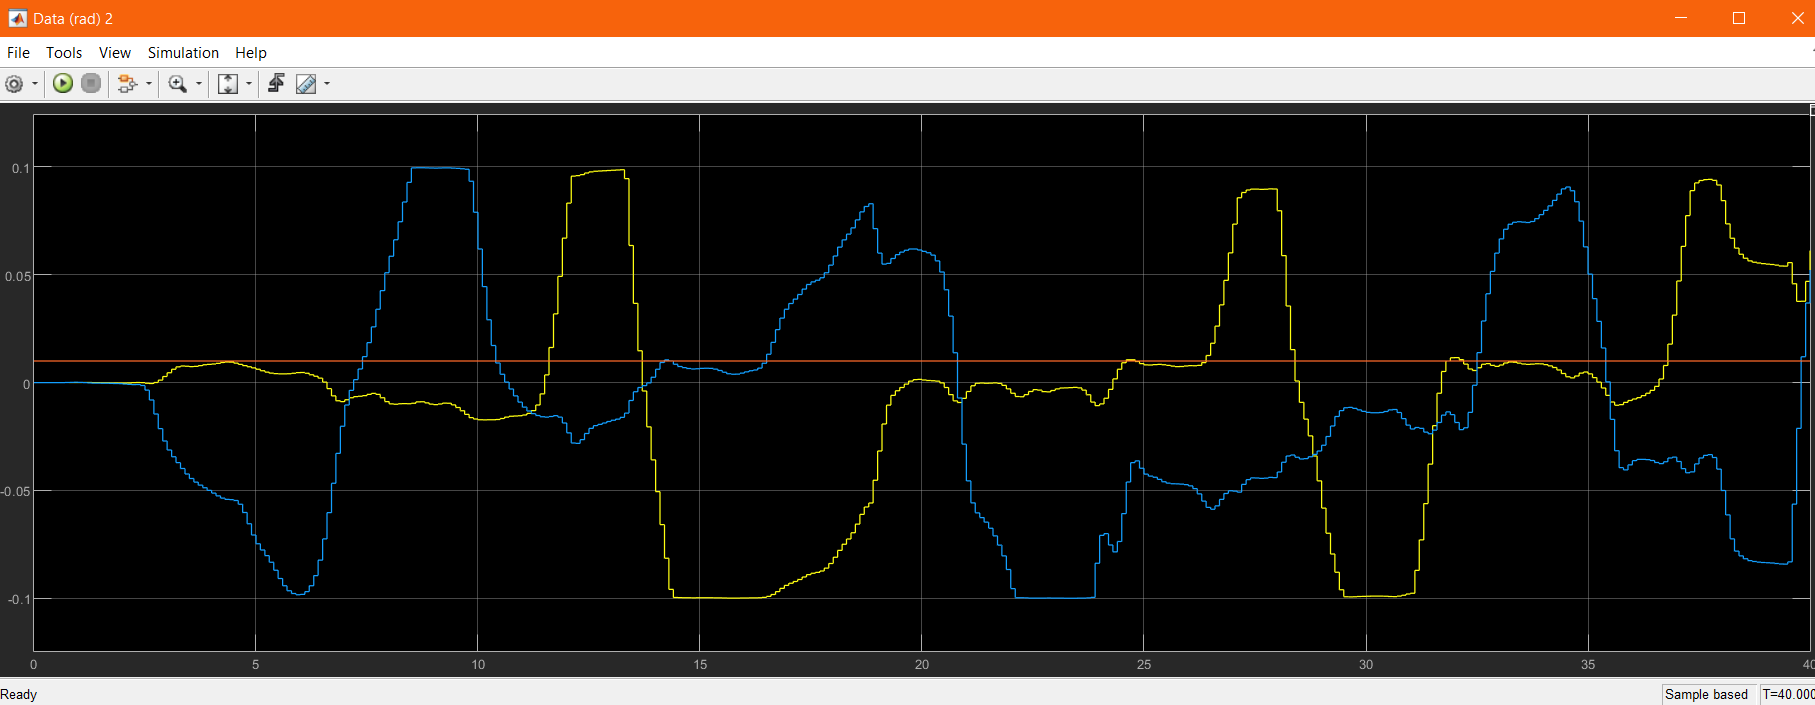 Data (rad) 2
File Tools View Simulation Help
0.1
0.05
0
-0.05
-0.1
0 5 10 15 20 25 30 35 40
Ready
Sample based T=40.000